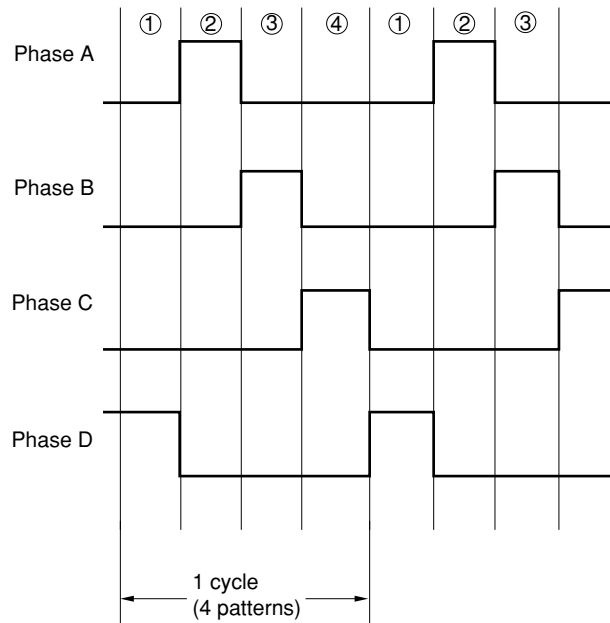 ① ② ③ ④ ① ② ③
Phase A
Phase B
Phase C
Phase D
1 cycle
(4 patterns)